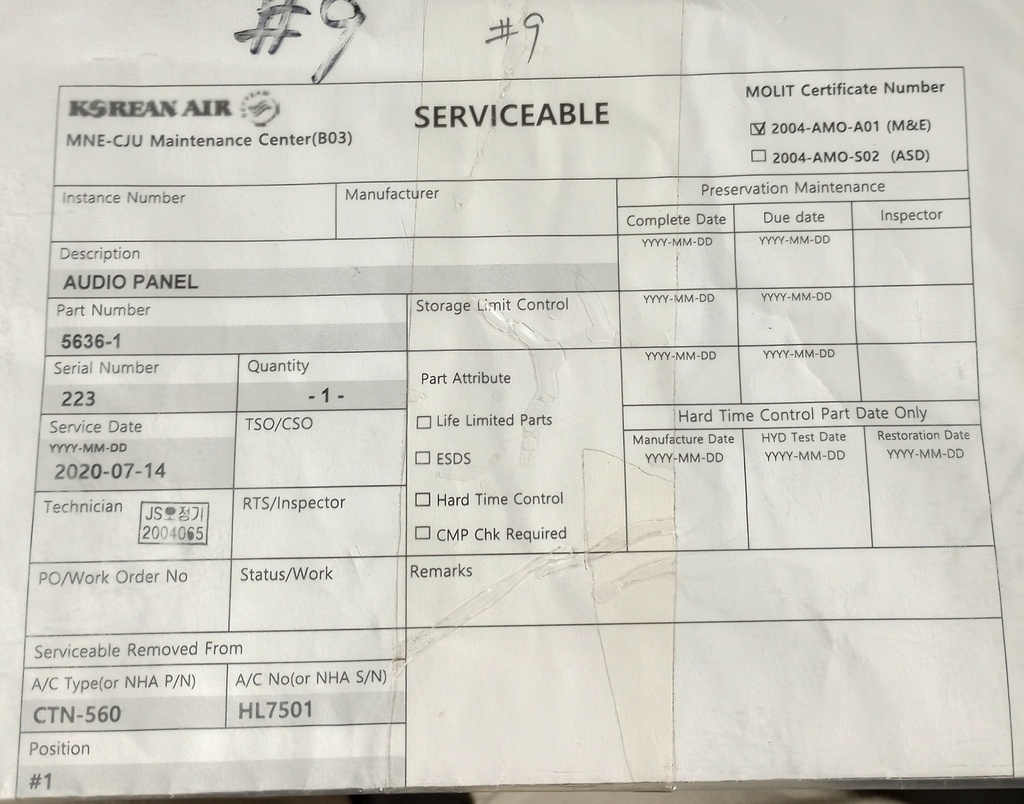 #9
#9
KOREAN AIR
MNE-CJU Maintenance Center(B03)
SERVICEABLE
MOLIT Certificate Number
☑ 2004-AMO-A01 (M&E)
☐ 2004-AMO-S02 (ASD)
Instance Number
Manufacturer
Preservation Maintenance
Complete Date Due date Inspector
YYYY-MM-DD YYYY-MM-DD
Description
AUDIO PANEL
Part Number
5636-1
Storage Limit Control
YYYY-MM-DD YYYY-MM-DD
Serial Number
223
Quantity
- 1 -
Part Attribute
☐ Life Limited Parts
☐ ESDS
☐ Hard Time Control
☐ CMP Chk Required
YYYY-MM-DD YYYY-MM-DD
Hard Time Control Part Date Only
Manufacture Date HYD Test Date Restoration Date
YYYY-MM-DD YYYY-MM-DD YYYY-MM-DD
Service Date
YYYY-MM-DD
2020-07-14
TSO/CSO
Technician
JS오정기
2004065
RTS/Inspector
PO/Work Order No
Status/Work
Remarks
Serviceable Removed From
A/C Type(or NHA P/N)
CTN-560
A/C No(or NHA S/N)
HL7501
Position
#1